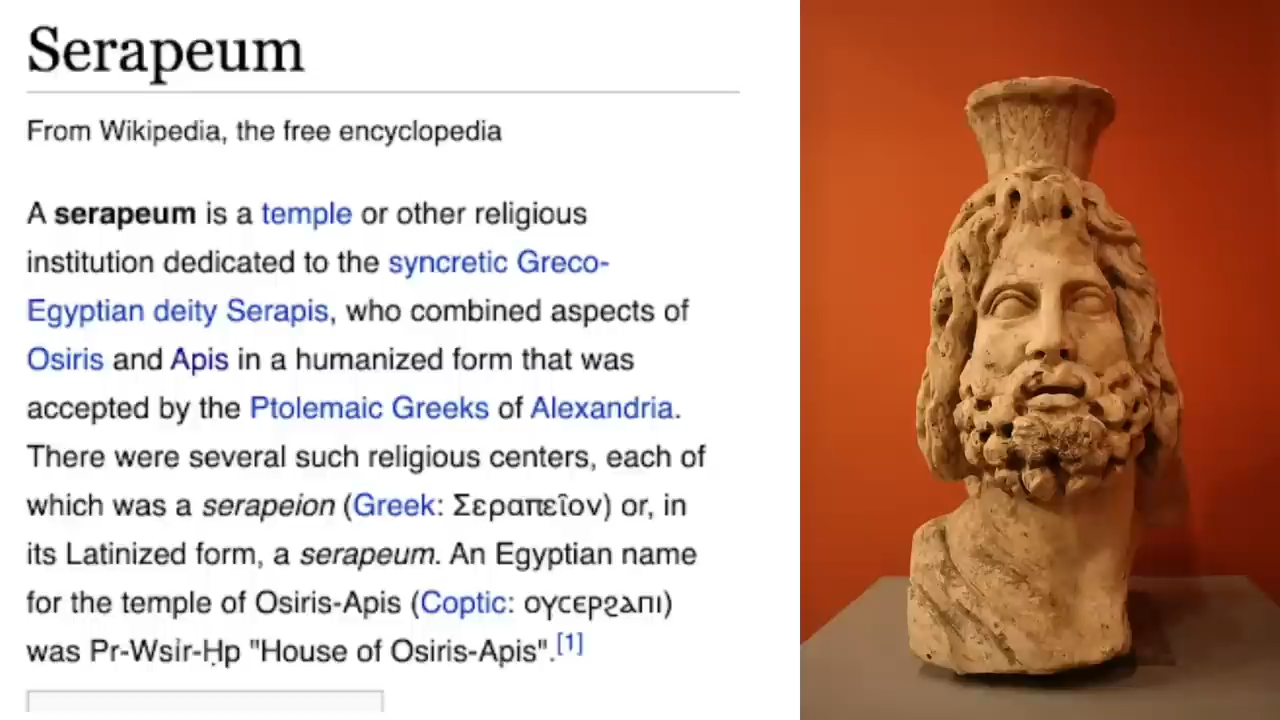 Serapeum
From Wikipedia, the free encyclopedia
A serapeum is a temple or other religious
institution dedicated to the syncretic Greco-
Egyptian deity Serapis, who combined aspects of
Osiris and Apis in a humanized form that was
accepted by the Ptolemaic Greeks of Alexandria.
There were several such religious centers, each of
which was a serapeion (Greek: Σεραπεῖον) or, in
its Latinized form, a serapeum. An Egyptian name
for the temple of Osiris-Apis (Coptic: ⲟⲩⲥⲉⲣϩⲁⲡⲓ)
was Pr-Wsỉr-Ḥp "House of Osiris-Apis".[1]